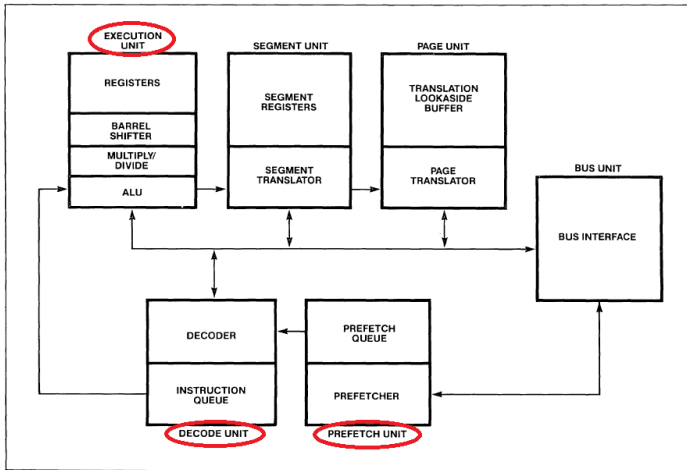 EXECUTION
UNIT
REGISTERS
BARREL
SHIFTER
MULTIPLY/
DIVIDE
ALU
SEGMENT UNIT
SEGMENT
REGISTERS
SEGMENT
TRANSLATOR
PAGE UNIT
TRANSLATION
LOOKASIDE
BUFFER
PAGE
TRANSLATOR
BUS UNIT
BUS INTERFACE
DECODER
INSTRUCTION
QUEUE
DECODE UNIT
PREFETCH
QUEUE
PREFETCHER
PREFETCH UNIT